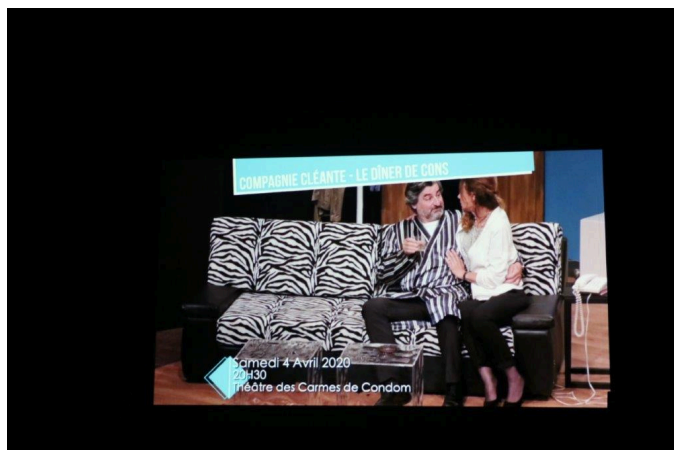 COMPAGNIE CLÉANTE - LE DÎNER DE CONS
Samedi 4 Avril 2020
20H30
Théâtre des Carmes de Condom